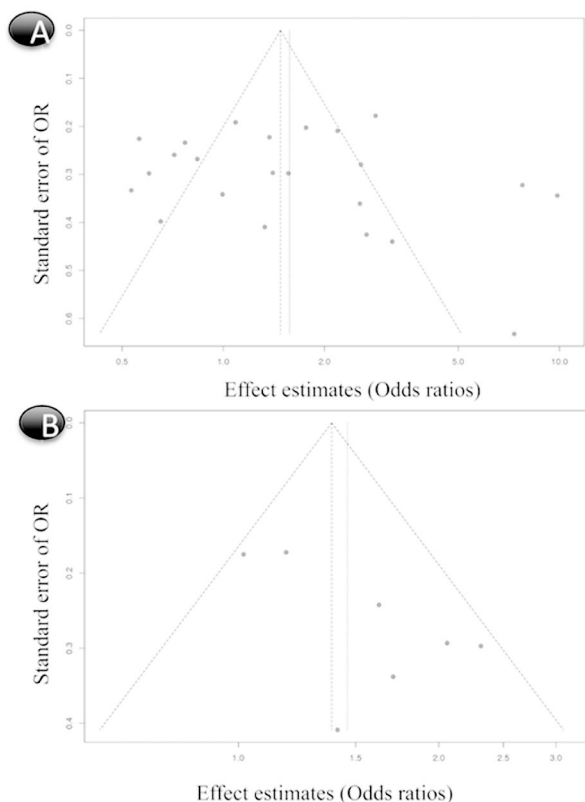 A
Standard error of OR
0.0
0.1
0.2
0.3
0.4
0.5
0.6
0.5 1.0 2.0 5.0 10.0
Effect estimates (Odds ratios)
B
Standard error of OR
0.0
0.1
0.2
0.3
0.4
1.0 1.5 2.0 2.5 3.0
Effect estimates (Odds ratios)